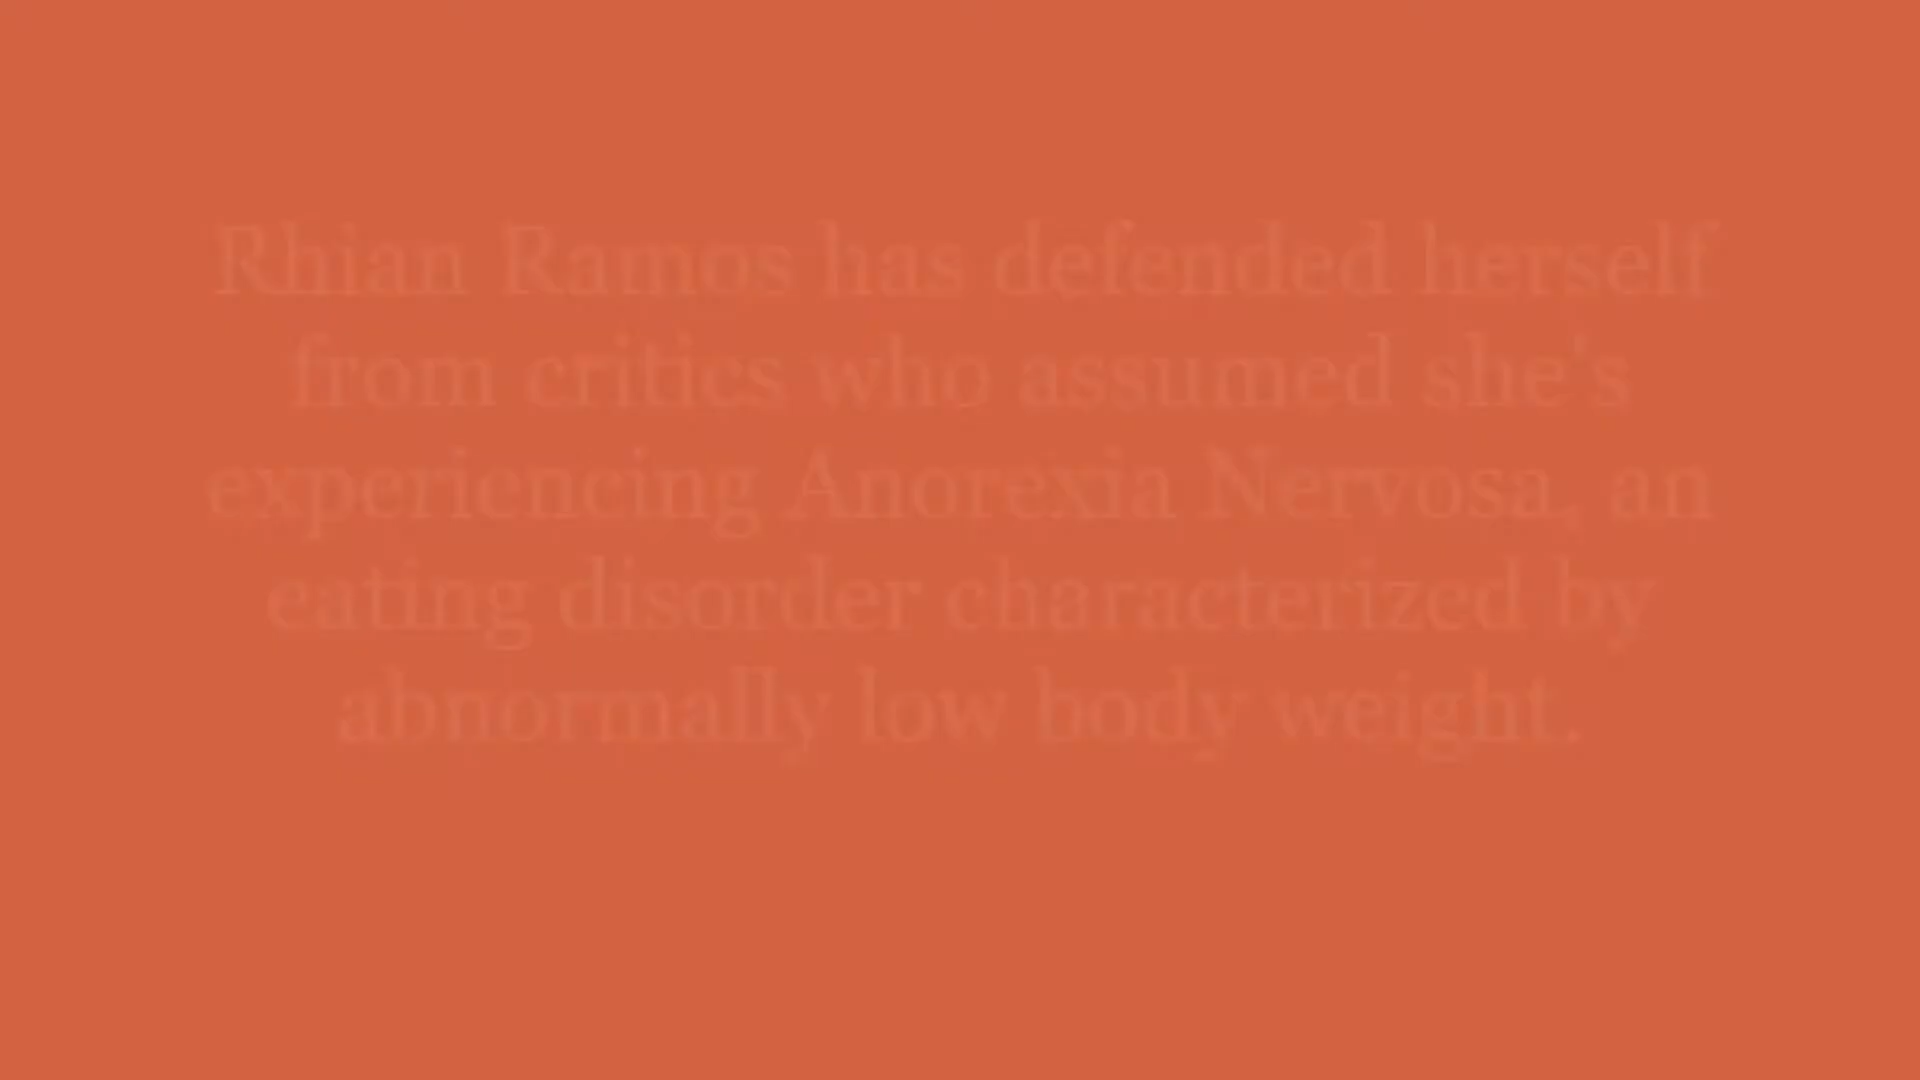 Rhian Ramos has defended herself
from critics who assumed she's
experiencing Anorexia Nervosa, an
eating disorder characterized by
abnormally low body weight.